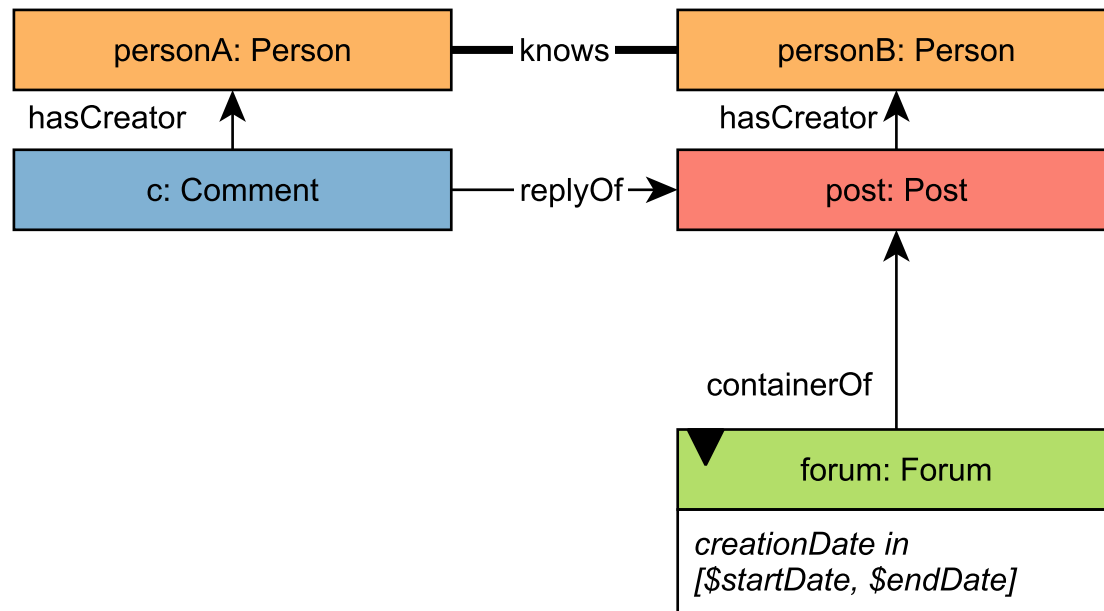 personA: Person
knows
personB: Person
hasCreator
hasCreator
c: Comment
replyOf
post: Post
containerOf
forum: Forum
creationDate in
[$startDate, $endDate]